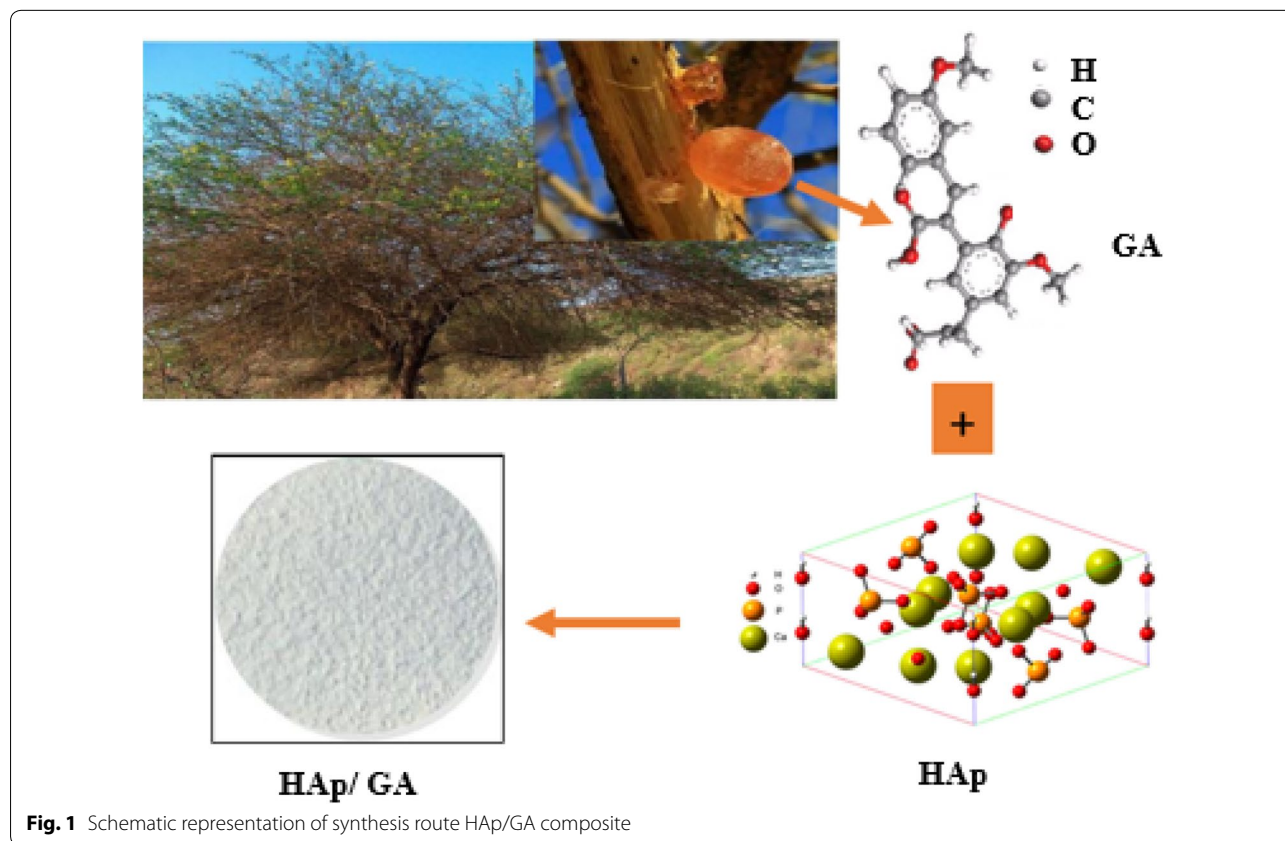 H
C
O
GA
+
H
O
P
Ca
HAp
HAp/ GA
Fig. 1 Schematic representation of synthesis route HAp/GA composite